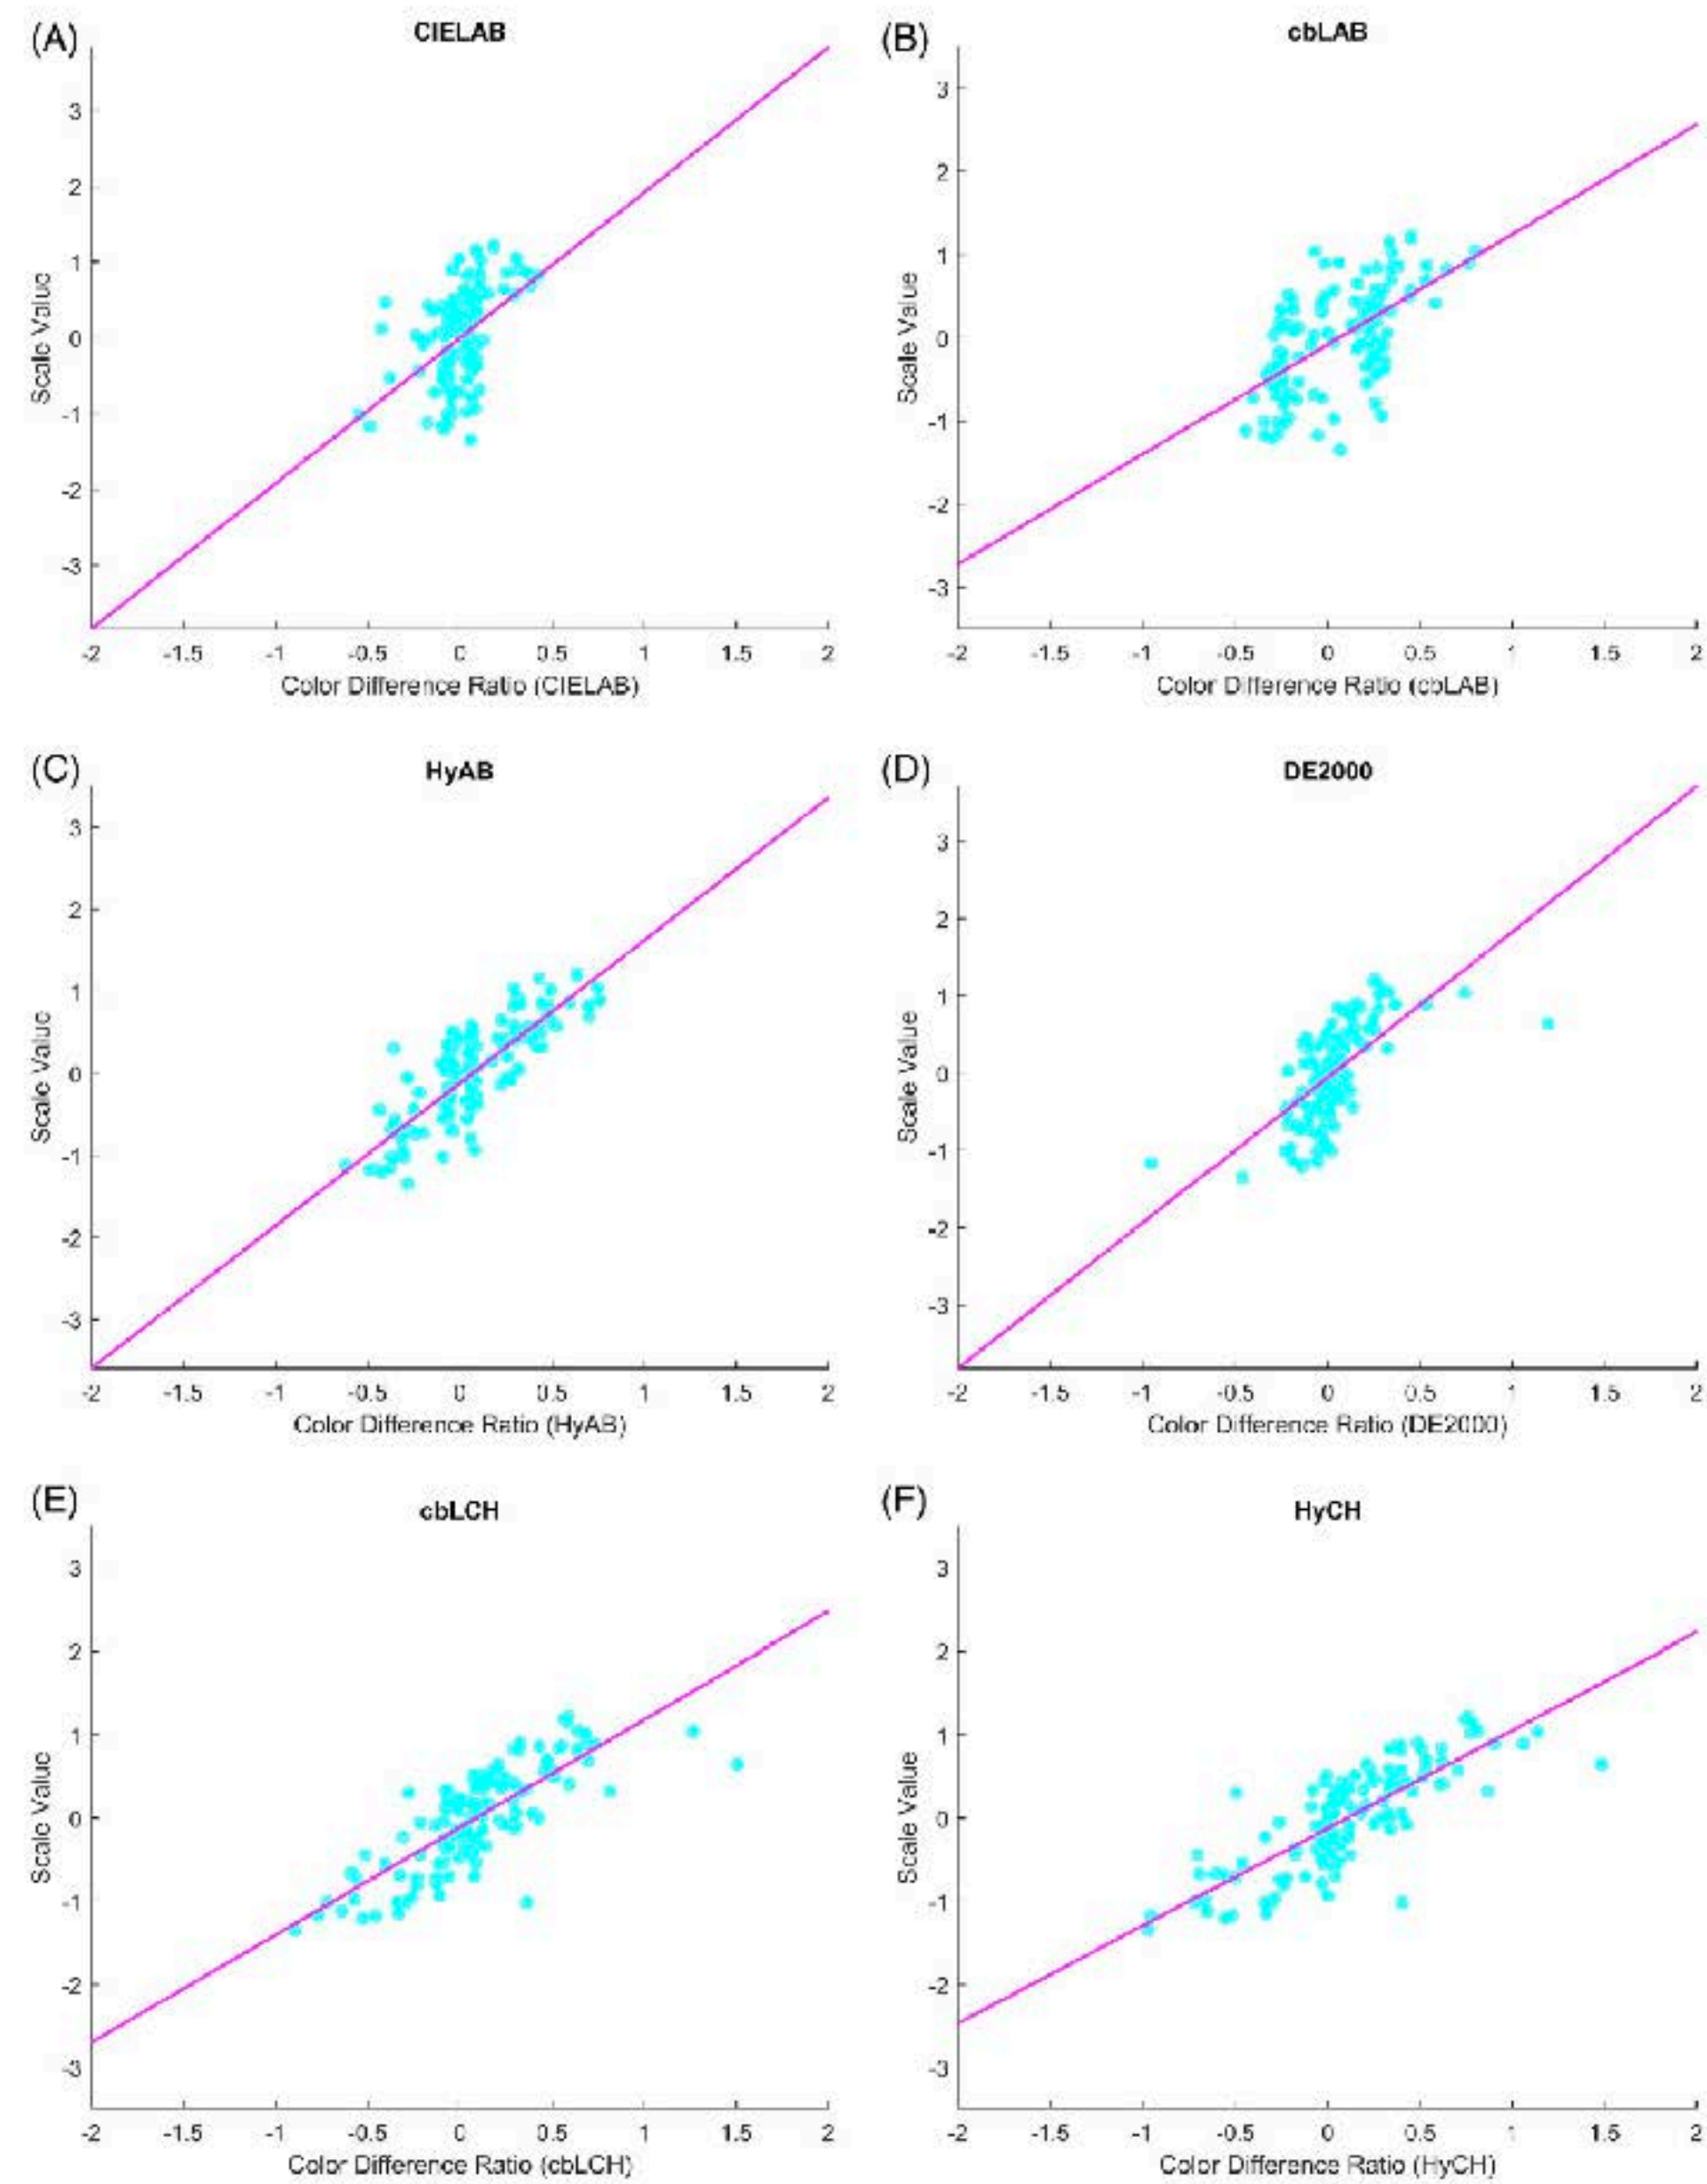 (A)
CIELAB
3
2
1
0
-1
-2
-3
Scale Value
-2 -1.5 -1 -0.5 0 0.5 1 1.5 2
Color Difference Ratio (CIELAB)
(B)
cbLAB
3
2
1
0
-1
-2
-3
Scale Value
-2 -1.5 -1 -0.5 0 0.5 1 1.5 2
Color Difference Ratio (cbLAB)
(C)
HyAB
3
2
1
0
-1
-2
-3
Scale Value
-2 -1.5 -1 -0.5 0 0.5 1 1.5 2
Color Difference Ratio (HyAB)
(D)
DE2000
3
2
1
0
-1
-2
-3
Scale Value
-2 -1.5 -1 -0.5 0 0.5 1 1.5 2
Color Difference Ratio (DE2000)
(E)
cbLCH
3
2
1
0
-1
-2
-3
Scale Value
-2 -1.5 -1 -0.5 0 0.5 1 1.5 2
Color Difference Ratio (cbLCH)
(F)
HyCH
3
2
1
0
-1
-2
-3
Scale Value
-2 -1.5 -1 -0.5 0 0.5 1 1.5 2
Color Difference Ratio (HyCH)